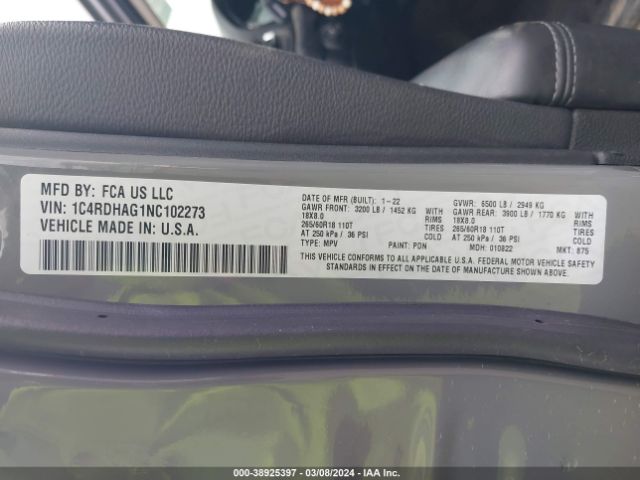 MFD BY: FCA US LLC
VIN: 1C4RDHAG1NC102273
VEHICLE MADE IN: U.S.A.
DATE OF MFR (BUILT): 1-22
GVWR: 6500 LB / 2949 KG
GAWR FRONT: 3200 LB / 1452 KG WITH
GAWR REAR: 3900 LB / 1770 KG WITH
18X8.0 RIMS
18X8.0 RIMS
265/60R18 110T TIRES
265/60R18 110T TIRES
AT 250 kPa / 36 PSI COLD
AT 250 kPa / 36 PSI COLD
TYPE: MPV PAINT: PDN MDH: 010822 MKT: 875
THIS VEHICLE CONFORMS TO ALL APPLICABLE U.S.A. FEDERAL MOTOR VEHICLE SAFETY
STANDARDS IN EFFECT ON THE DATE OF MANUFACTURE SHOWN ABOVE
000-38925397 - 03/08/2024 - IAA Inc.